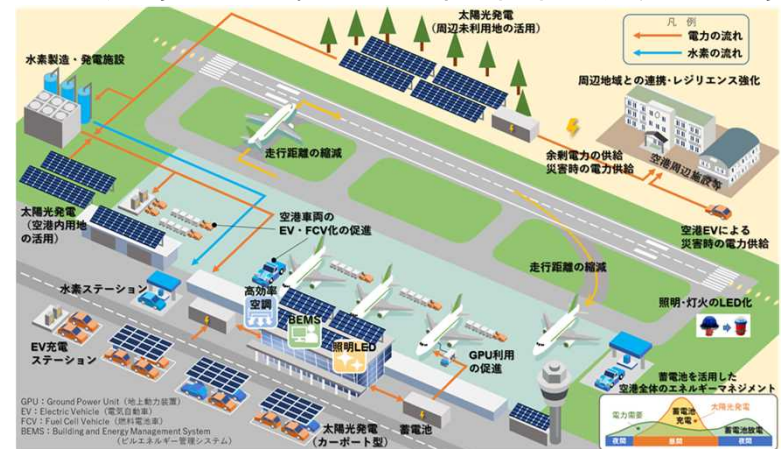 太陽光発電
（周辺未利用地の活用）
凡 例
電力の流れ
水素の流れ
水素製造・発電施設
周辺地域との連携・レジリエンス強化
走行距離の縮減
余剰電力の供給
災害時の電力供給
空港周辺施設等
太陽光発電
（空港内用地
の活用）
空港車両の
EV・FCV化の促進
空港EVによる
災害時の電力供給
走行距離の縮減
水素ステーション
高効率
空調
照明・灯火のLED化
BEMS
照明LED
EV充電
ステーション
GPU利用
の促進
蓄電池を活用した
空港全体のエネルギーマネジメント
GPU：Ground Power Unit（地上動力装置）
EV：Electric Vehicle（電気自動車）
FCV：Fuel Cell Vehicle（燃料電池車）
BEMS：Building and Energy Management System
（ビルエネルギー管理システム）
太陽光発電
（カーポート型）
蓄電池
電力需要
蓄電池
充電
太陽光発電
蓄電池放電
夜間
昼間
夜間